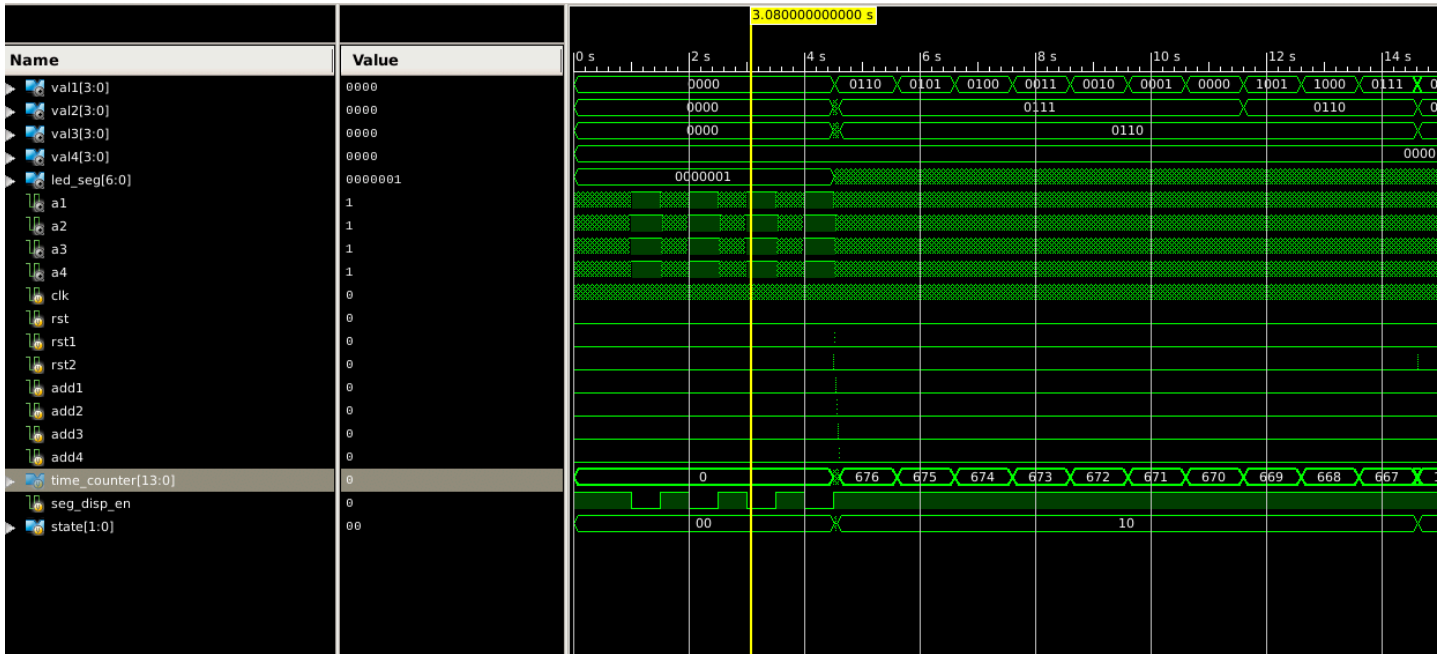 3.080000000000 s
Name Value 0 s 2 s 4 s 6 s 8 s 10 s 12 s 14 s
val1[3:0] 0000 0000 0110 0101 0100 0011 0010 0001 0000 1001 1000 0111 0
val2[3:0] 0000 0000 0111 0110 0
val3[3:0] 0000 0000 0110
val4[3:0] 0000 0000
led_seg[6:0] 0000001 0000001
a1 1
a2 1
a3 1
a4 1
clk 0
rst 0
rst1 0
rst2 0
add1 0
add2 0
add3 0
add4 0
time_counter[13:0] 0 0 676 675 674 673 672 671 670 669 668 667
seg_disp_en 0
state[1:0] 00 00 10